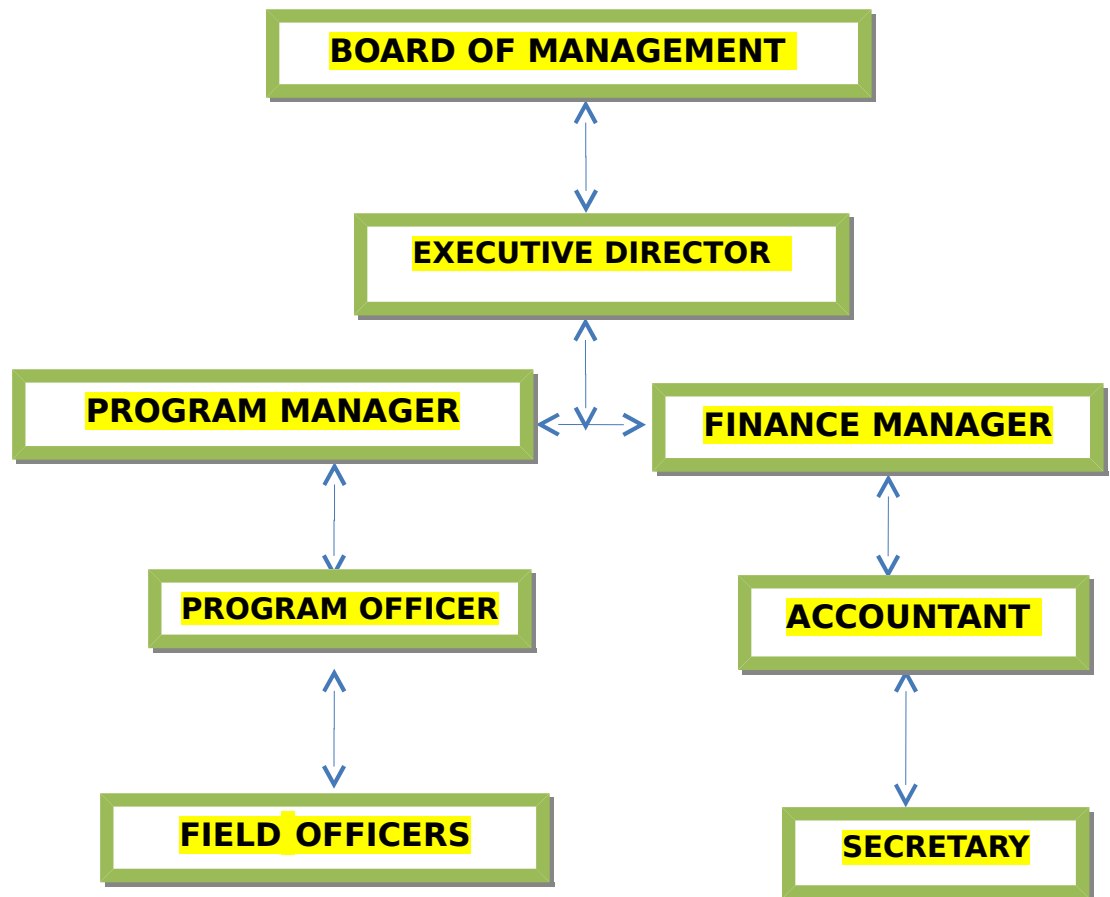 BOARD OF MANAGEMENT
EXECUTIVE DIRECTOR
PROGRAM MANAGER
FINANCE MANAGER
PROGRAM OFFICER
ACCOUNTANT
FIELD OFFICERS
SECRETARY